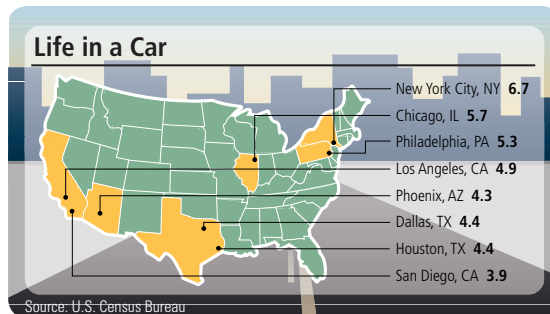 Life in a Car
New York City, NY 6.7
Chicago, IL 5.7
Philadelphia, PA 5.3
Los Angeles, CA 4.9
Phoenix, AZ 4.3
Dallas, TX 4.4
Houston, TX 4.4
San Diego, CA 3.9
Source: U.S. Census Bureau